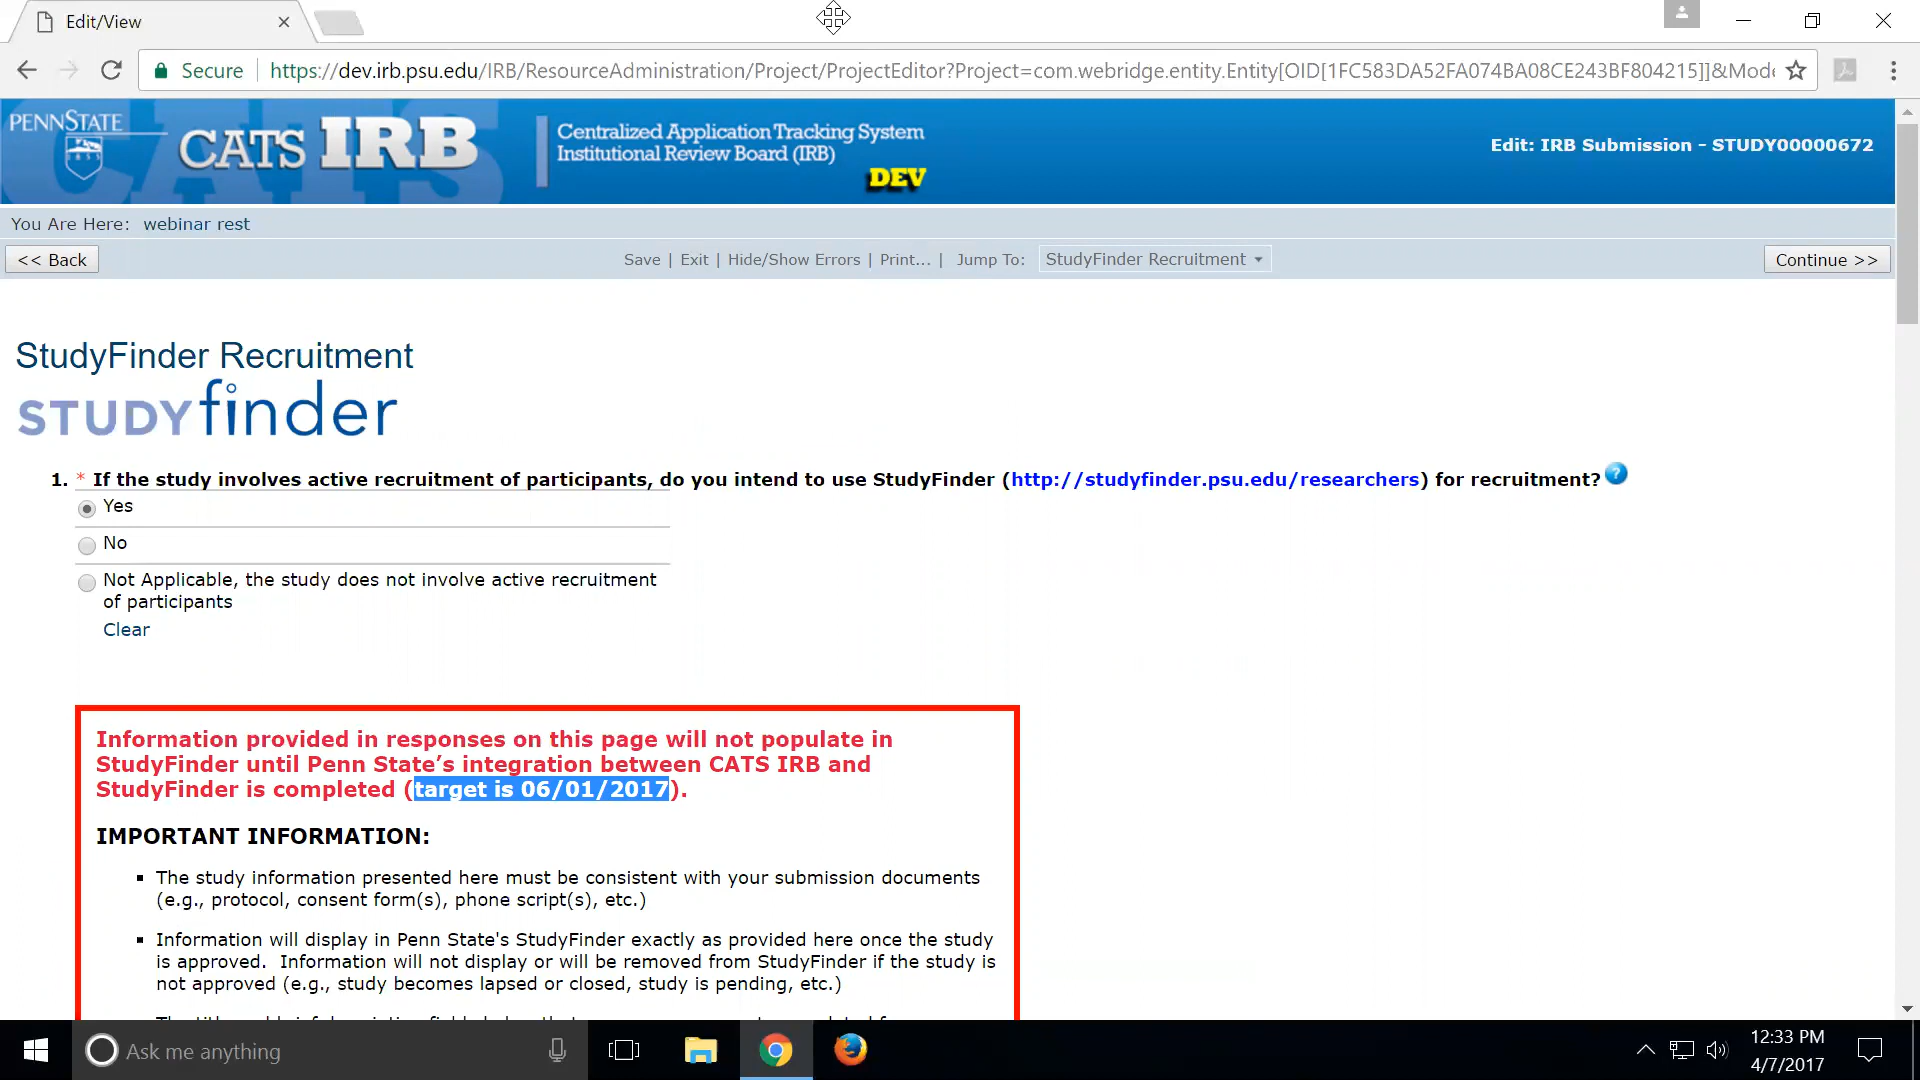 Edit/View
Secure
https://dev.irb.psu.edu/IRB/ResourceAdministration/Project/ProjectEditor?Project=com.webridge.entity.Entity[OID[1FC583DA52FA074BA08CE243BF804215]]&Mode
PENNSTATE
CATS IRB
Centralized Application Tracking System
Institutional Review Board (IRB)
DEV
Edit: IRB Submission - STUDY00000672
You Are Here: webinar rest
<< Back
Save | Exit | Hide/Show Errors | Print... | Jump To: StudyFinder Recruitment
Continue >>
StudyFinder Recruitment
STUDYfinder
1. * If the study involves active recruitment of participants, do you intend to use StudyFinder (http://studyfinder.psu.edu/researchers) for recruitment? ?
Yes
No
Not Applicable, the study does not involve active recruitment
of participants
Clear
Information provided in responses on this page will not populate in
StudyFinder until Penn State’s integration between CATS IRB and
StudyFinder is completed (target is 06/01/2017).
IMPORTANT INFORMATION:
▪ The study information presented here must be consistent with your submission documents
(e.g., protocol, consent form(s), phone script(s), etc.)
▪ Information will display in Penn State's StudyFinder exactly as provided here once the study
is approved. Information will not display or will be removed from StudyFinder if the study is
not approved (e.g., study becomes lapsed or closed, study is pending, etc.)
Ask me anything
12:33 PM
4/7/2017